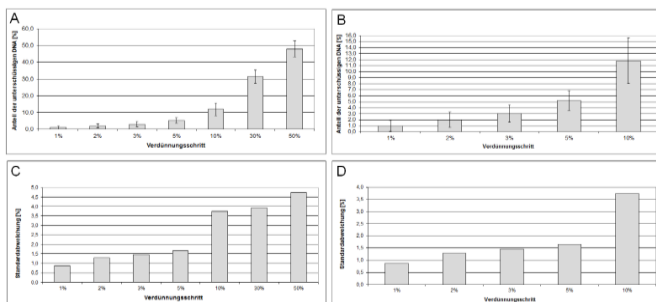 A
Anteil der unterschüssigen DNA [%]
60,0
50,0
40,0
30,0
20,0
10,0
0,0
1% 2% 3% 5% 10% 30% 50%
Verdünnungsschritt
B
Anteil der unterschüssigen DNA [%]
16,0
15,0
14,0
13,0
12,0
11,0
10,0
9,0
8,0
7,0
6,0
5,0
4,0
3,0
2,0
1,0
0,0
1% 2% 3% 5% 10%
Verdünnungsschritt
C
Standardabweichung [%]
5,0
4,5
4,0
3,5
3,0
2,5
2,0
1,5
1,0
0,5
0,0
1% 2% 3% 5% 10% 30% 50%
Verdünnungsschritt
D
Standardabweichung [%]
4,0
3,5
3,0
2,5
2,0
1,5
1,0
0,5
0,0
1% 2% 3% 5% 10%
Verdünnungsschritt